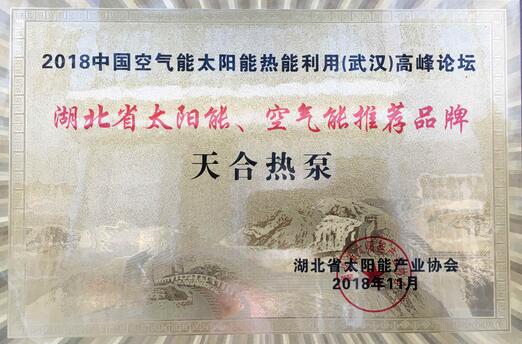 2018中国空气能太阳能热能利用(武汉)高峰论坛
湖北省太阳能、空气能推荐品牌
天合热泵
湖北省太阳能产业协会
2018年11月